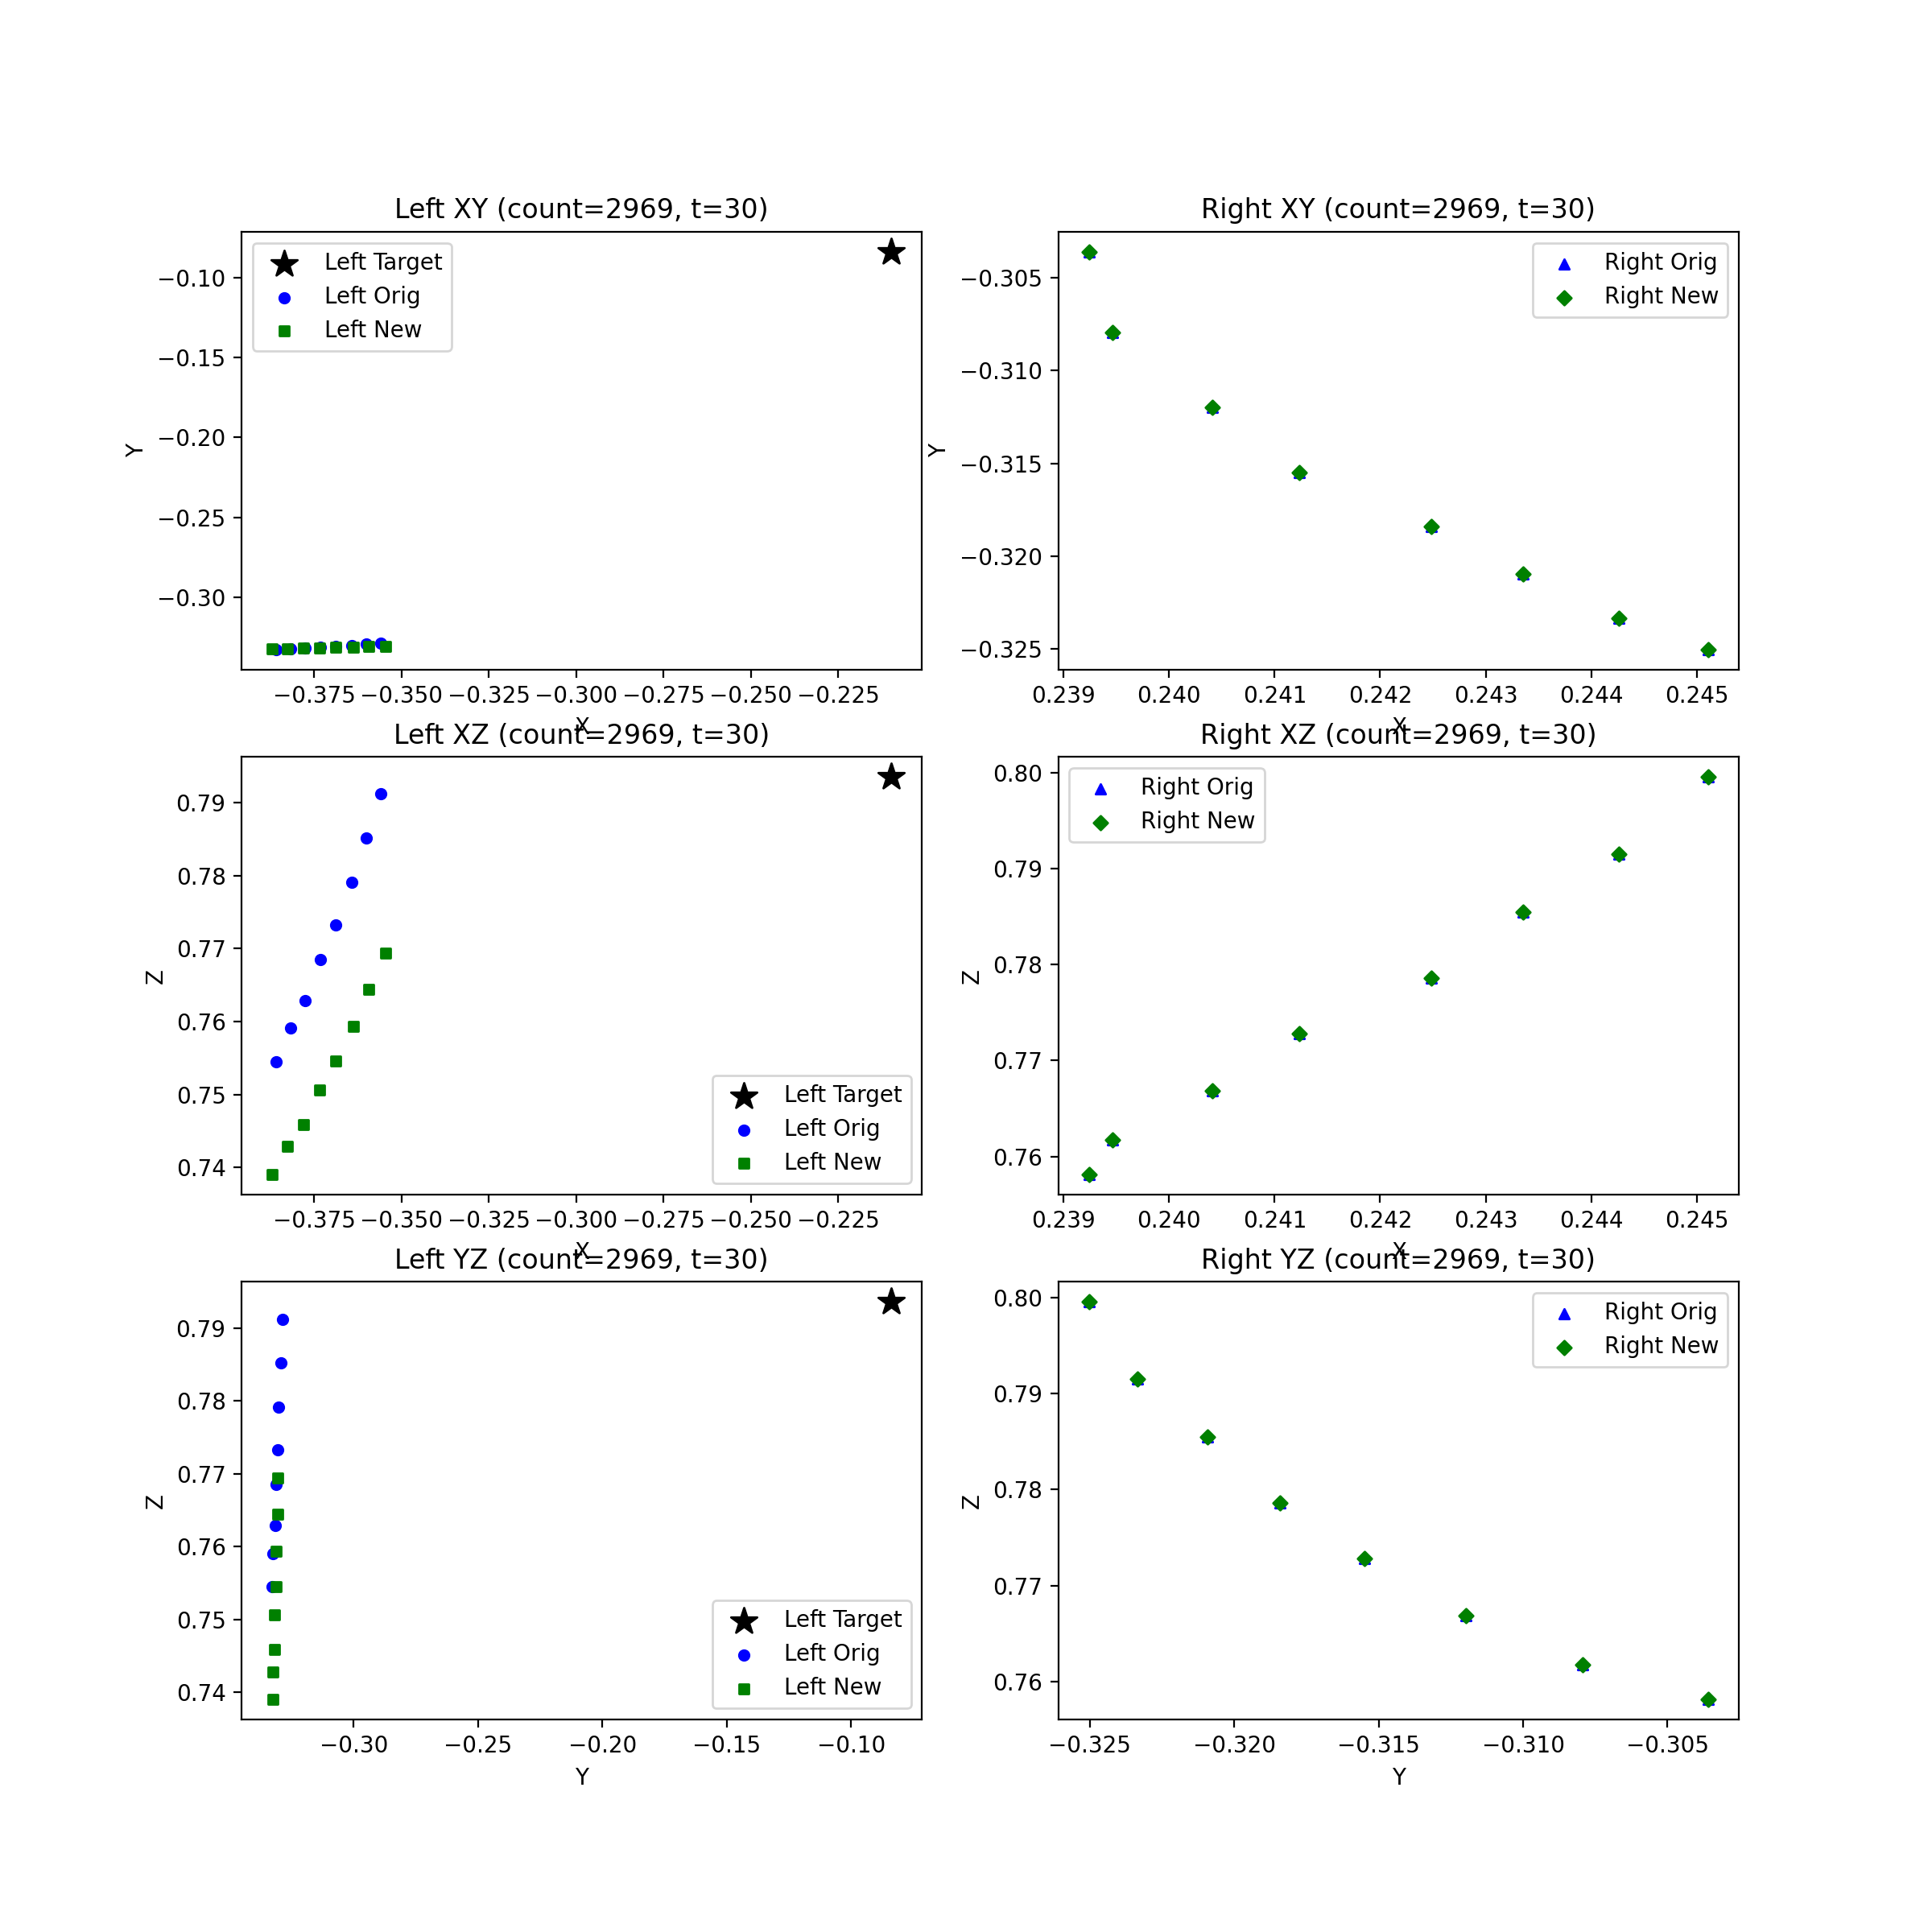 Left XY (count=2969, t=30)
Left Target
Left Orig
Left New
−0.10
−0.15
−0.20
−0.25
−0.30
Y
−0.375 −0.350 −0.325 −0.300 −0.275 −0.250 −0.225
X
Right XY (count=2969, t=30)
Right Orig
Right New
−0.305
−0.310
−0.315
−0.320
−0.325
Y
0.239 0.240 0.241 0.242 0.243 0.244 0.245
X
Left XZ (count=2969, t=30)
0.79
0.78
0.77
0.76
0.75
0.74
Z
Left Target
Left Orig
Left New
−0.375 −0.350 −0.325 −0.300 −0.275 −0.250 −0.225
X
Right XZ (count=2969, t=30)
Right Orig
Right New
0.80
0.79
0.78
0.77
0.76
Z
0.239 0.240 0.241 0.242 0.243 0.244 0.245
X
Left YZ (count=2969, t=30)
0.79
0.78
0.77
0.76
0.75
0.74
Z
Left Target
Left Orig
Left New
−0.30 −0.25 −0.20 −0.15 −0.10
Y
Right YZ (count=2969, t=30)
Right Orig
Right New
0.80
0.79
0.78
0.77
0.76
Z
−0.325 −0.320 −0.315 −0.310 −0.305
Y